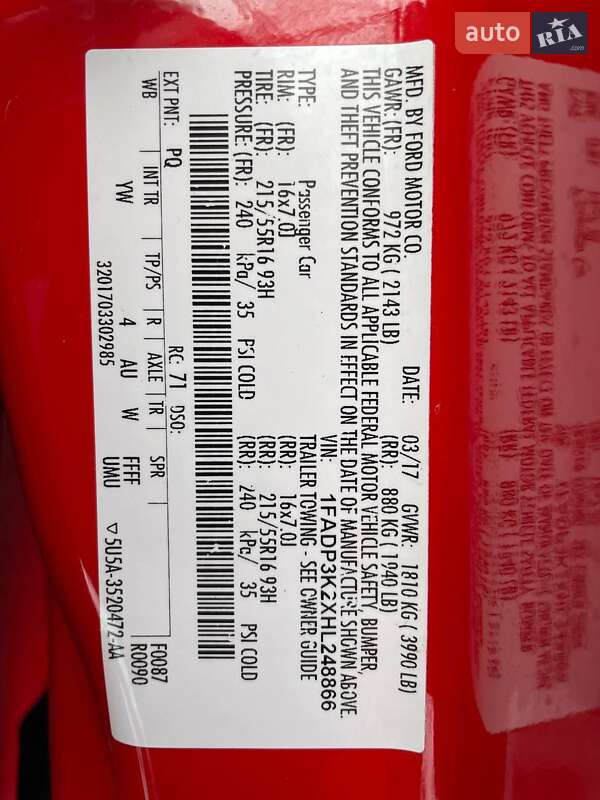 auto RIA.com
MFD. BY FORD MOTOR CO.
DATE: 03/17 GVWR: 1810 KG ( 3990 LB)
GAWR: (FR): 972 KG ( 2143 LB) (RR): 880 KG ( 1940 LB)
THIS VEHICLE CONFORMS TO ALL APPLICABLE FEDERAL MOTOR VEHICLE SAFETY, BUMPER,
AND THEFT PREVENTION STANDARDS IN EFFECT ON THE DATE OF MANUFACTURE SHOWN ABOVE.
VIN: 1FADP3K2XHL248866
TYPE: Passenger Car TRAILER TOWING - SEE OWNER GUIDE
RIM: (FR): 16x7.0J (RR): 16x7.0J
TIRE: (FR): 215/55R16 93H (RR): 215/55R16 93H
PRESSURE: (FR): 240 kPa/ 35 PSI COLD (RR): 240 kPa/ 35 PSI COLD
EXT PNT: PQ RC: 71 DSO: F0087
WB INT TR TP/PS R AXLE TR SPR R0090
YW 4 AU W FFFF
UMU
3201703302985 ▽5U5A-3520472-AA